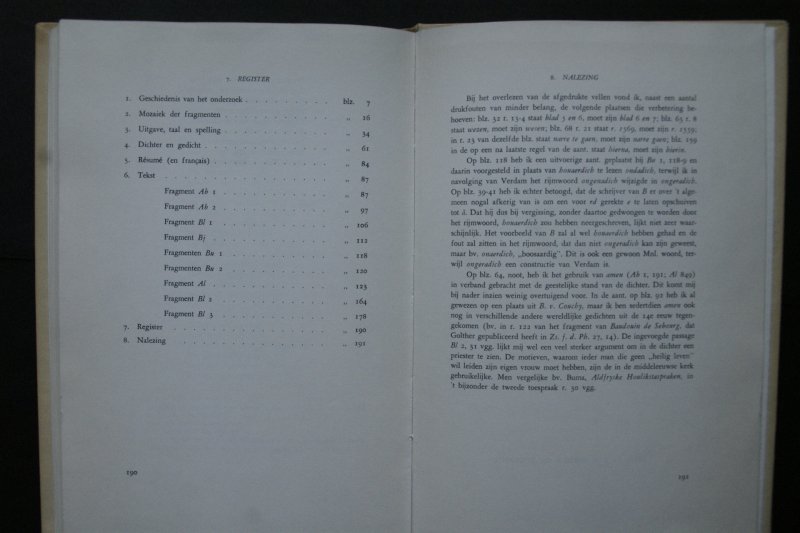 7. REGISTER
1. Geschiedenis van het onderzoek . . . . . . . . . blz. 7
2. Mozaiek der fragmenten . . . . . . . . . . . „ 16
3. Uitgave, taal en spelling . . . . . . . . . . . „ 34
4. Dichter en gedicht . . . . . . . . . . . . . „ 61
5. Résumé (en français) . . . . . . . . . . . . „ 84
6. Tekst . . . . . . . . . . . . . . . . . „ 87
Fragment Ab 1 . . . . . . . . . . . „ 87
Fragment Ab 2 . . . . . . . . . . . „ 97
Fragment Bl 1 . . . . . . . . . . . „ 106
Fragment Bj . . . . . . . . . . . „ 112
Fragmenten Bu 1 . . . . . . . . . . „ 118
Fragmenten Bu 2 . . . . . . . . . . „ 120
Fragment Al . . . . . . . . . . . „ 123
Fragment Bl 2 . . . . . . . . . . . „ 164
Fragment Bl 3 . . . . . . . . . . . „ 178
7. Register . . . . . . . . . . . . . . . . „ 190
8. Nalezing . . . . . . . . . . . . . . . . „ 191
190
8. NALEZING
Bij het overlezen van de afgedrukte vellen vond ik, naast een aantal
drukfouten van minder belang, de volgende plaatsen die verbetering be-
hoeven: blz. 32 r. 13-4 staat blad 5 en 6, moet zijn blad 6 en 7; blz. 65 r. 8
staat wezen, moet zijn wesen; blz. 68 r. 21 staat r. 1569, moet zijn r. 1559;
in r. 23 van dezelfde blz. staat narre te gaen, moet zijn narre gaen; blz. 159
in de op een na laatste regel van de aant. staat hierna, moet zijn hierin.
Op blz. 118 heb ik een uitvoerige aant. geplaatst bij Bu 1, 118-9 en
daarin voorgesteld in plaats van honaerdich te lezen ondadich, terwijl ik in
navolging van Verdam het rijmwoord ongenadich wijzigde in ongeradich.
Op blz. 39-41 heb ik echter betoogd, dat de schrijver van B er over 't alge-
meen nogal afkerig van is om een voor rd gerekte e te laten opschuiven
tot â. Dat hij dus bij vergissing, zonder daartoe gedwongen te worden door
het rijmwoord, honaerdich zou hebben neergeschreven, lijkt niet zeer waar-
schijnlijk. Het voorbeeld van B zal al wel honaerdich hebben gehad en de
fout zal zitten in het rijmwoord, dat dan niet ongeradich kan zijn geweest,
maar bv. onaerdich, „boosaardig”. Dit is ook een gewoon Mnl. woord, ter-
wijl ongeradich een constructie van Verdam is.
Op blz. 64, noot, heb ik het gebruik van amen (Ab 1, 191; Al 849)
in verband gebracht met de geestelijke stand van de dichter. Dit komt mij
bij nader inzien weinig overtuigend voor. In de aant. op blz. 92 heb ik al
gewezen op een plaats uit B. v. Couchy, maar ik ben sedertdien amen ook
nog in verschillende andere wereldlijke gedichten uit de 14e eeuw tegen-
gekomen (bv. in r. 122 van het fragment van Baudouin de Sebourg, dat
Golther gepubliceerd heeft in Zs. f. d. Ph. 27, 14). De ingevoegde passage
Bl 2, 51 vgg. lijkt mij wel een veel sterker argument om in de dichter een
priester te zien. De motieven, waarom ieder man die geen „heilig leven”
wil leiden zijn eigen vrouw moet hebben, zijn de in de middeleeuwse kerk
gebruikelijke. Men vergelijke bv. Buma, Aldfryske Houlikstaspraken, in
't bijzonder de tweede toespraak r. 50 vgg.
192